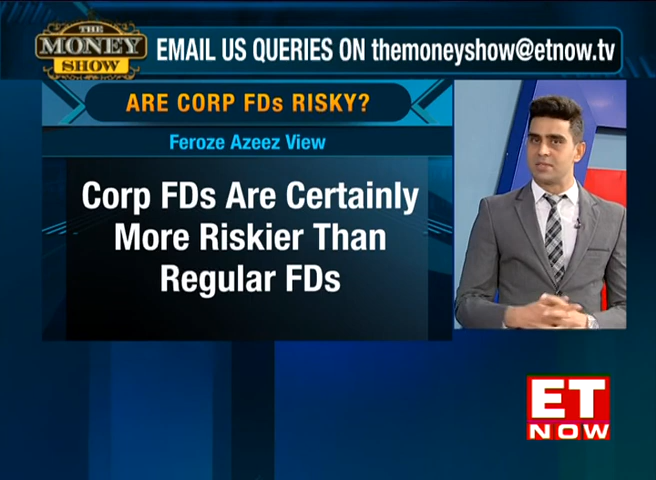 THE
MONEY
SHOW
EMAIL US QUERIES ON themoneyshow@etnow.tv
ARE CORP FDs RISKY?
Feroze Azeez View
Corp FDs Are Certainly
More Riskier Than
Regular FDs
ET
NOW